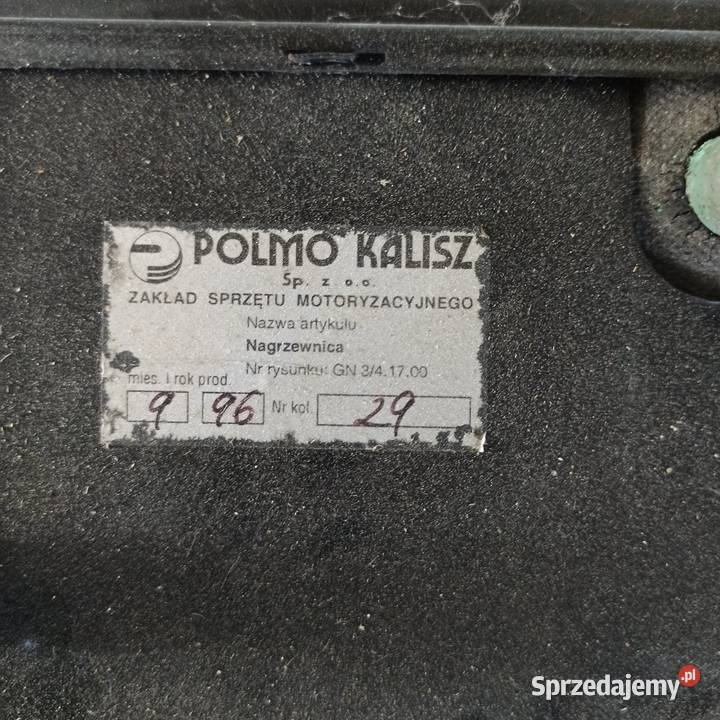 POLMO KALISZ
Sp. z o.o.
ZAKŁAD SPRZĘTU MOTORYZACYJNEGO
Nazwa artykułu
Nagrzewnica
Nr rysunku: GN 3/4.17.00
mies. i rok prod.
9 96 Nr kol. 29
Sprzedajemy.pl